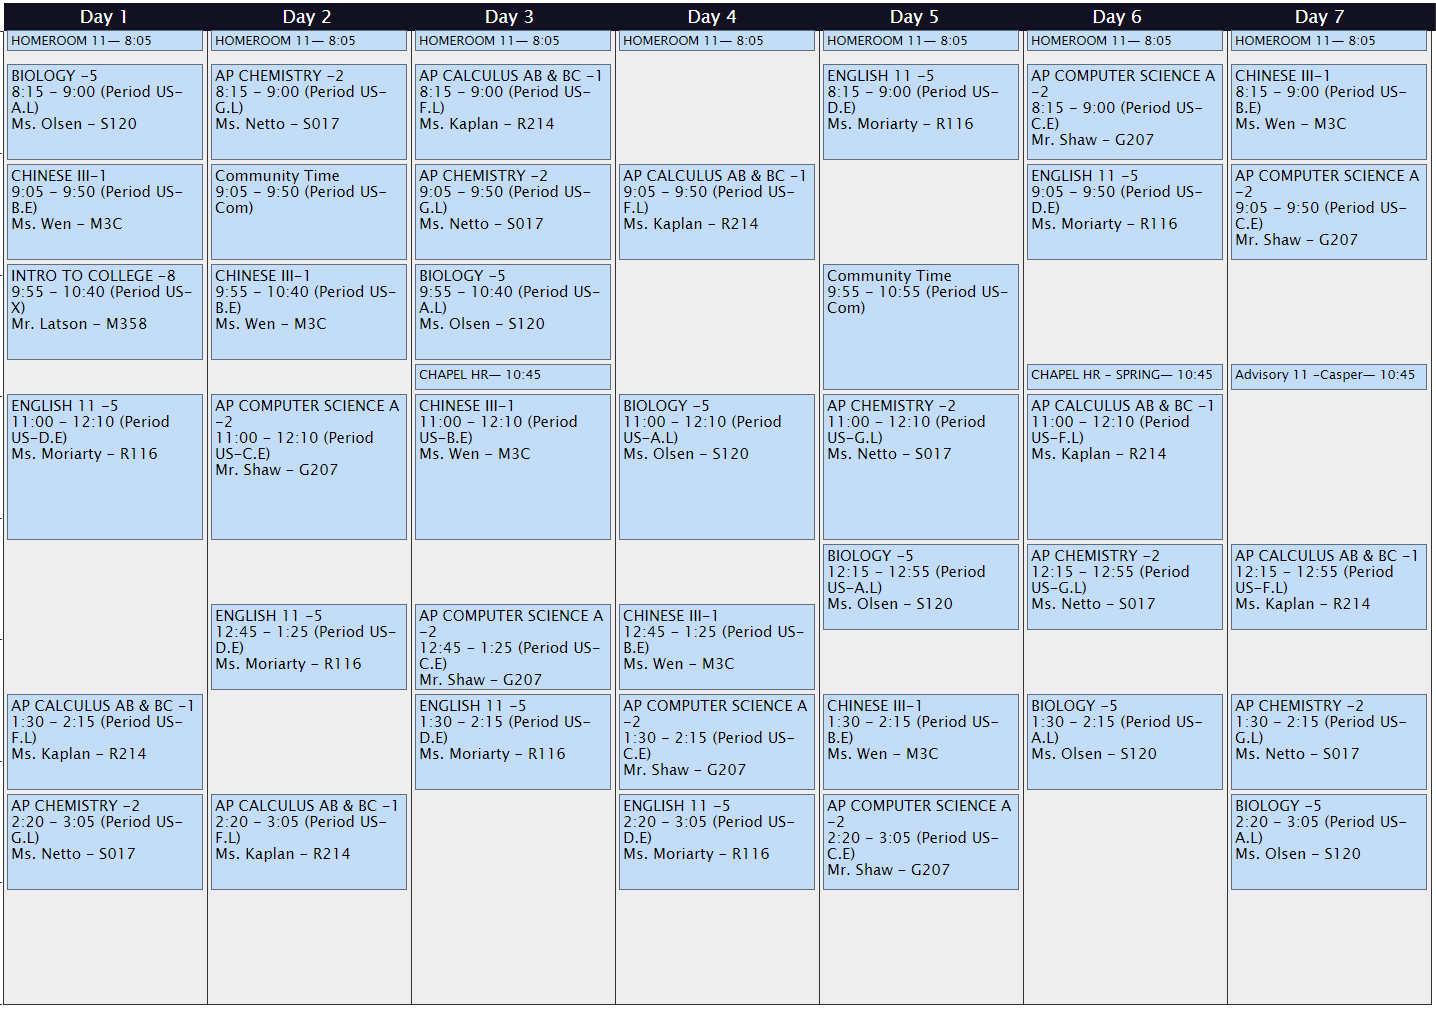 Day 1
Day 2
Day 3
Day 4
Day 5
Day 6
Day 7
HOMEROOM 11— 8:05
HOMEROOM 11— 8:05
HOMEROOM 11— 8:05
HOMEROOM 11— 8:05
HOMEROOM 11— 8:05
HOMEROOM 11— 8:05
HOMEROOM 11— 8:05
BIOLOGY -5
8:15 - 9:00 (Period US-
A.L)
Ms. Olsen - S120
AP CHEMISTRY -2
8:15 - 9:00 (Period US-
G.L)
Ms. Netto - S017
AP CALCULUS AB & BC -1
8:15 - 9:00 (Period US-
F.L)
Ms. Kaplan - R214
ENGLISH 11 -5
8:15 - 9:00 (Period US-
D.E)
Ms. Moriarty - R116
AP COMPUTER SCIENCE A
-2
8:15 - 9:00 (Period US-
C.E)
Mr. Shaw - G207
CHINESE III-1
8:15 - 9:00 (Period US-
B.E)
Ms. Wen - M3C
CHINESE III-1
9:05 - 9:50 (Period US-
B.E)
Ms. Wen - M3C
Community Time
9:05 - 9:50 (Period US-
Com)
AP CHEMISTRY -2
9:05 - 9:50 (Period US-
G.L)
Ms. Netto - S017
AP CALCULUS AB & BC -1
9:05 - 9:50 (Period US-
F.L)
Ms. Kaplan - R214
ENGLISH 11 -5
9:05 - 9:50 (Period US-
D.E)
Ms. Moriarty - R116
AP COMPUTER SCIENCE A
-2
9:05 - 9:50 (Period US-
C.E)
Mr. Shaw - G207
INTRO TO COLLEGE -8
9:55 - 10:40 (Period US-
X)
Mr. Latson - M358
CHINESE III-1
9:55 - 10:40 (Period US-
B.E)
Ms. Wen - M3C
BIOLOGY -5
9:55 - 10:40 (Period US-
A.L)
Ms. Olsen - S120
Community Time
9:55 - 10:55 (Period US-
Com)
CHAPEL HR— 10:45
CHAPEL HR - SPRING— 10:45
Advisory 11 -Casper— 10:45
ENGLISH 11 -5
11:00 - 12:10 (Period
US-D.E)
Ms. Moriarty - R116
AP COMPUTER SCIENCE A
-2
11:00 - 12:10 (Period
US-C.E)
Mr. Shaw - G207
CHINESE III-1
11:00 - 12:10 (Period
US-B.E)
Ms. Wen - M3C
BIOLOGY -5
11:00 - 12:10 (Period
US-A.L)
Ms. Olsen - S120
AP CHEMISTRY -2
11:00 - 12:10 (Period
US-G.L)
Ms. Netto - S017
AP CALCULUS AB & BC -1
11:00 - 12:10 (Period
US-F.L)
Ms. Kaplan - R214
BIOLOGY -5
12:15 - 12:55 (Period
US-A.L)
Ms. Olsen - S120
AP CHEMISTRY -2
12:15 - 12:55 (Period
US-G.L)
Ms. Netto - S017
AP CALCULUS AB & BC -1
12:15 - 12:55 (Period
US-F.L)
Ms. Kaplan - R214
ENGLISH 11 -5
12:45 - 1:25 (Period US-
D.E)
Ms. Moriarty - R116
AP COMPUTER SCIENCE A
-2
12:45 - 1:25 (Period US-
C.E)
Mr. Shaw - G207
CHINESE III-1
12:45 - 1:25 (Period US-
B.E)
Ms. Wen - M3C
AP CALCULUS AB & BC -1
1:30 - 2:15 (Period US-
F.L)
Ms. Kaplan - R214
ENGLISH 11 -5
1:30 - 2:15 (Period US-
D.E)
Ms. Moriarty - R116
AP COMPUTER SCIENCE A
-2
1:30 - 2:15 (Period US-
C.E)
Mr. Shaw - G207
CHINESE III-1
1:30 - 2:15 (Period US-
B.E)
Ms. Wen - M3C
BIOLOGY -5
1:30 - 2:15 (Period US-
A.L)
Ms. Olsen - S120
AP CHEMISTRY -2
1:30 - 2:15 (Period US-
G.L)
Ms. Netto - S017
AP CHEMISTRY -2
2:20 - 3:05 (Period US-
G.L)
Ms. Netto - S017
AP CALCULUS AB & BC -1
2:20 - 3:05 (Period US-
F.L)
Ms. Kaplan - R214
ENGLISH 11 -5
2:20 - 3:05 (Period US-
D.E)
Ms. Moriarty - R116
AP COMPUTER SCIENCE A
-2
2:20 - 3:05 (Period US-
C.E)
Mr. Shaw - G207
BIOLOGY -5
2:20 - 3:05 (Period US-
A.L)
Ms. Olsen - S120